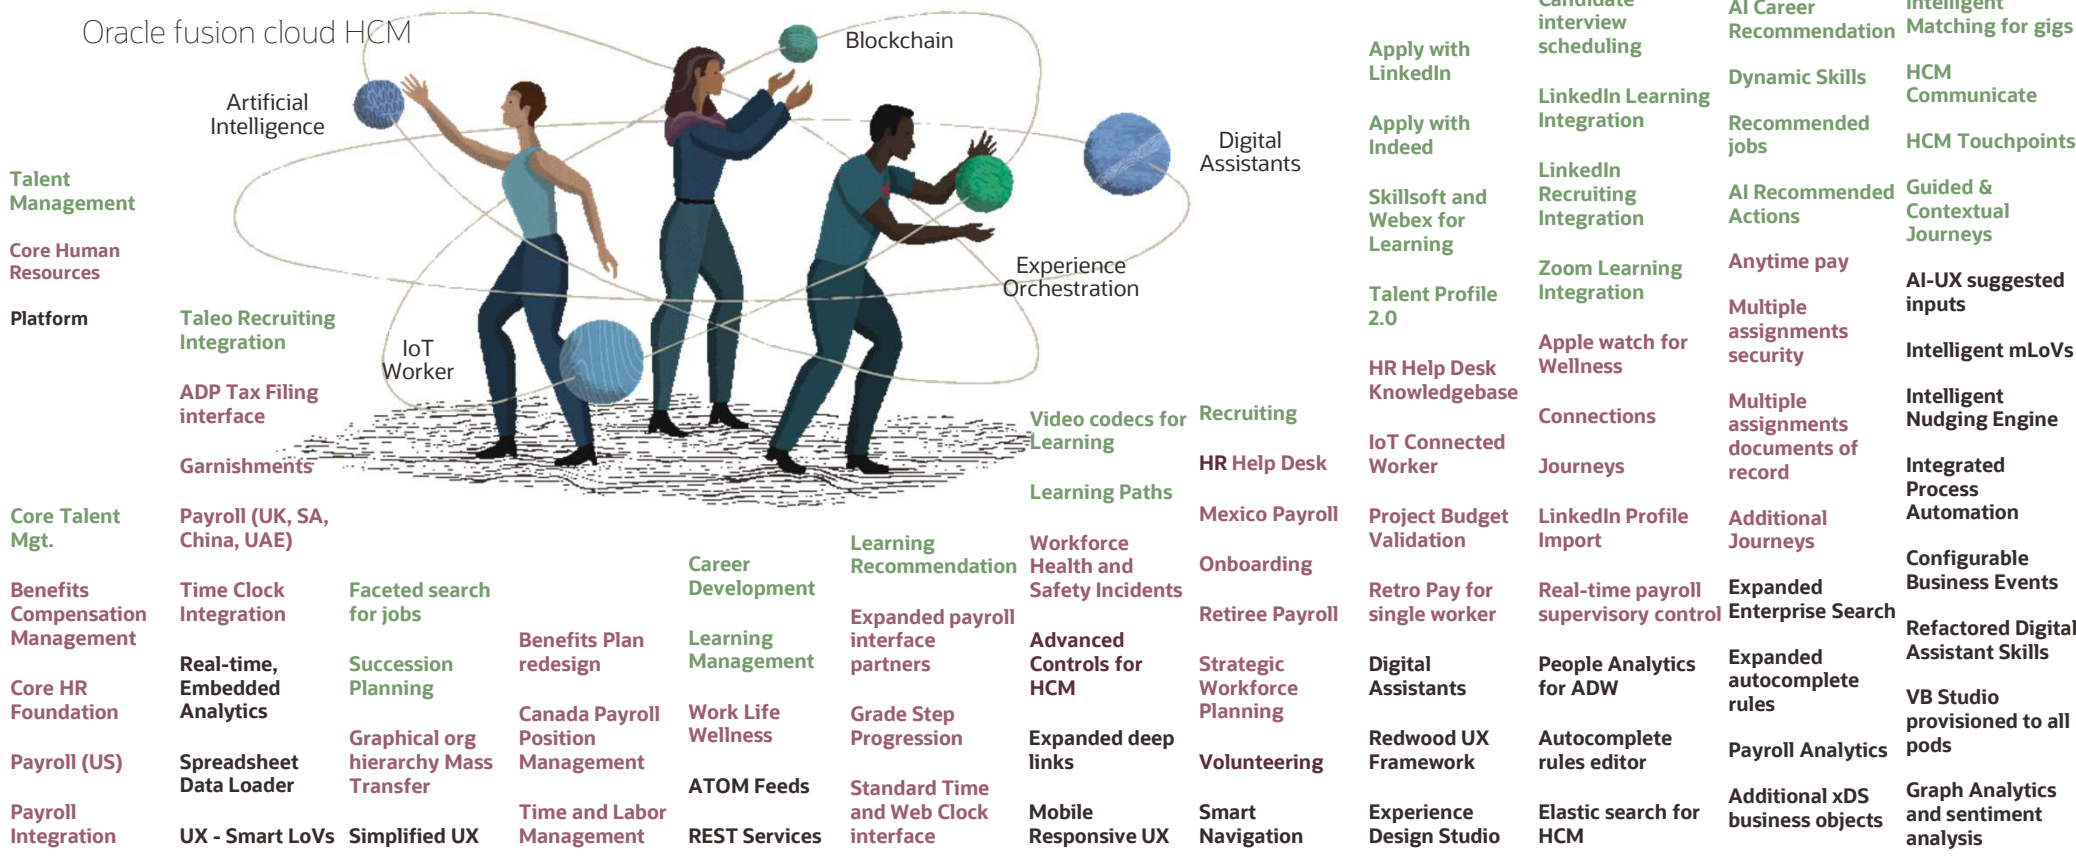 Oracle fusion cloud HCM
Artificial
Intelligence
Blockchain
Digital
Assistants
Experience
Orchestration
IoT
Worker
Talent
Management
Core Human
Resources
Platform
Core Talent
Mgt.
Benefits
Compensation
Management
Core HR
Foundation
Payroll (US)
Payroll
Integration
Taleo Recruiting
Integration
ADP Tax Filing
interface
Garnishments
Payroll (UK, SA,
China, UAE)
Time Clock
Integration
Real-time,
Embedded
Analytics
Spreadsheet
Data Loader
UX - Smart LoVs
Faceted search
for jobs
Succession
Planning
Graphical org
hierarchy Mass
Transfer
Simplified UX
Benefits Plan
redesign
Canada Payroll
Position
Management
Time and Labor
Management
Career
Development
Learning
Management
Work Life
Wellness
ATOM Feeds
REST Services
Learning
Recommendation
Expanded payroll
interface
partners
Grade Step
Progression
Standard Time
and Web Clock
interface
Video codecs for
Learning
Learning Paths
Workforce
Health and
Safety Incidents
Advanced
Controls for
HCM
Expanded deep
links
Mobile
Responsive UX
Recruiting
HR Help Desk
Mexico Payroll
Onboarding
Retiree Payroll
Strategic
Workforce
Planning
Volunteering
Smart
Navigation
Apply with
LinkedIn
Apply with
Indeed
Skillsoft and
Webex for
Learning
Talent Profile
2.0
HR Help Desk
Knowledgebase
IoT Connected
Worker
Project Budget
Validation
Retro Pay for
single worker
Digital
Assistants
Redwood UX
Framework
Experience
Design Studio
Candidate
interview
scheduling
LinkedIn Learning
Integration
LinkedIn
Recruiting
Integration
Zoom Learning
Integration
Apple watch for
Wellness
Connections
Journeys
LinkedIn Profile
Import
Real-time payroll
supervisory control
People Analytics
for ADW
Autocomplete
rules editor
Elastic search for
HCM
AI Career
Recommendation
Dynamic Skills
Recommended
jobs
AI Recommended
Actions
Anytime pay
Multiple
assignments
security
Multiple
assignments
documents of
record
Additional
Journeys
Expanded
Enterprise Search
Expanded
autocomplete
rules
Payroll Analytics
Additional xDS
business objects
Intelligent
Matching for gigs
HCM
Communicate
HCM Touchpoints
Guided &
Contextual
Journeys
AI-UX suggested
inputs
Intelligent mLoVs
Intelligent
Nudging Engine
Integrated
Process
Automation
Configurable
Business Events
Refactored Digital
Assistant Skills
VB Studio
provisioned to all
pods
Graph Analytics
and sentiment
analysis